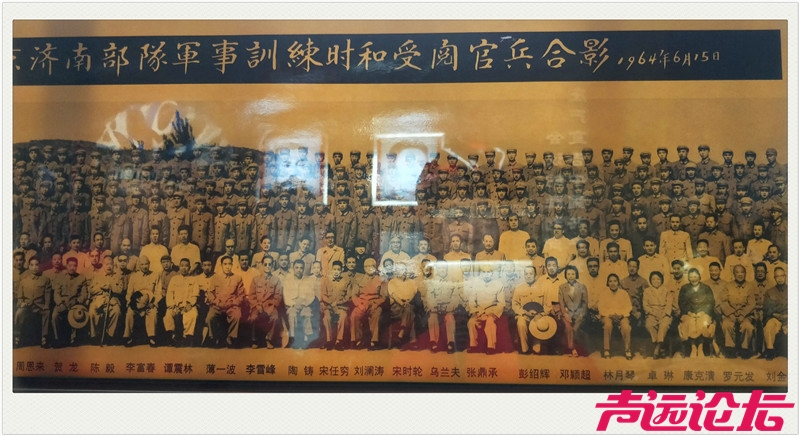 京济南部隊軍事訓練时和受阅官兵合影 1964年6月15日
周恩来 贺龙 陈毅 李富春 谭震林 薄一波 李雪峰 陶铸 宋任穷 刘澜涛 宋时轮 乌兰夫 张鼎承 彭绍辉 邓颖超 林月琴 卓琳 康克清 罗元发 刘金
声远论坛